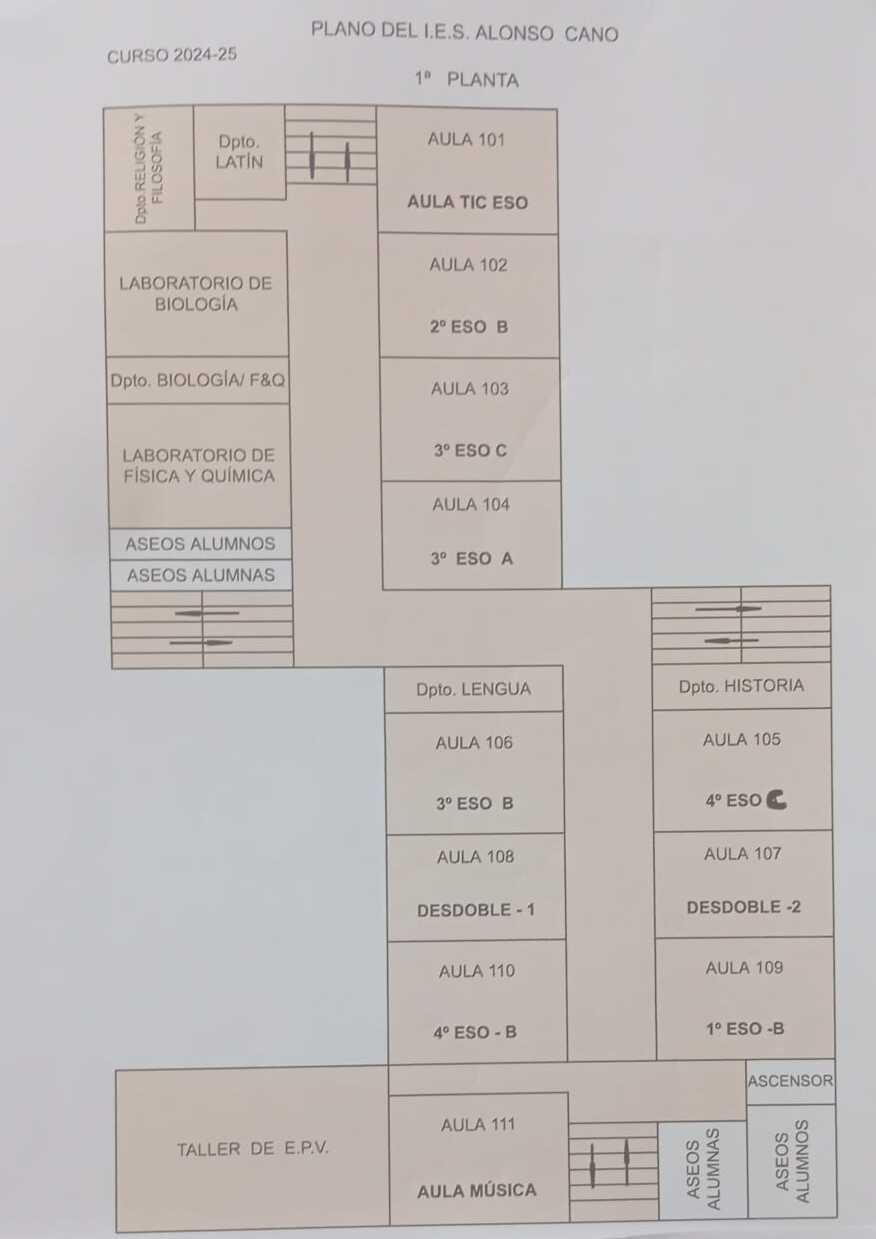 PLANO DEL I.E.S. ALONSO CANO
CURSO 2024-25
1ª PLANTA
Dpto.RELIGIÓN Y
FILOSOFÍA
Dpto.
LATÍN
AULA 101
AULA TIC ESO
LABORATORIO DE
BIOLOGÍA
AULA 102
2º ESO B
Dpto. BIOLOGÍA/ F&Q
AULA 103
3º ESO C
LABORATORIO DE
FÍSICA Y QUÍMICA
AULA 104
3º ESO A
ASEOS ALUMNOS
ASEOS ALUMNAS
Dpto. LENGUA
Dpto. HISTORIA
AULA 106
3º ESO B
AULA 105
4º ESO C
AULA 108
DESDOBLE - 1
AULA 107
DESDOBLE -2
AULA 110
4º ESO - B
AULA 109
1º ESO -B
ASCENSOR
TALLER DE E.P.V.
AULA 111
AULA MÚSICA
ASEOS
ALUMNAS
ASEOS
ALUMNOS